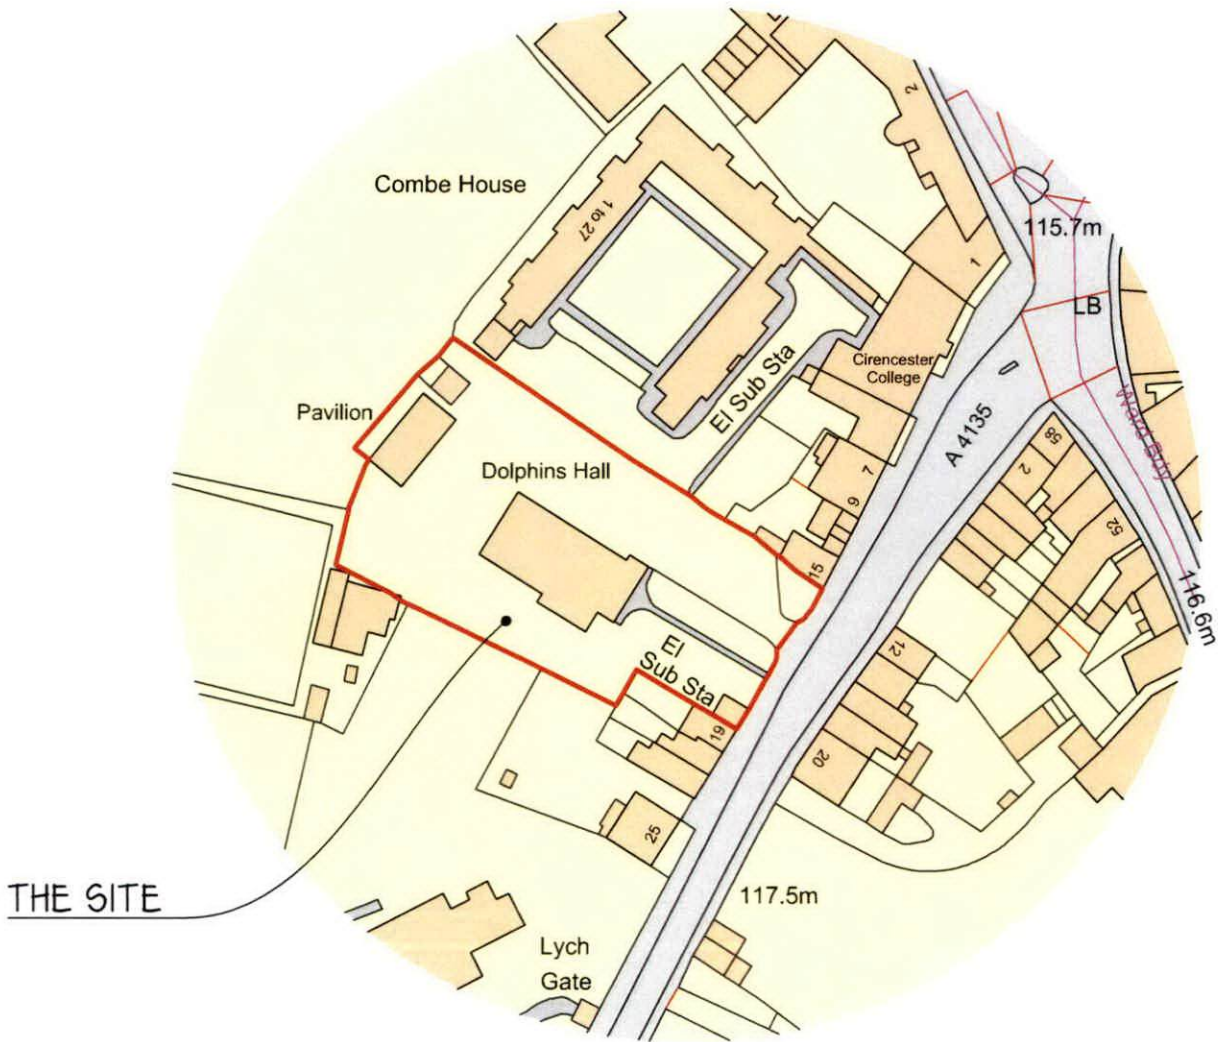 2
Combe House
1 to 27
115.7m
1
LB
El Sub Sta
Cirencester
College
Ward Bdy
Pavilion
A 4135
58
2
7
Dolphins Hall
9
52
15
116.6m
El
Sub Sta
12
19
20
25
THE SITE
117.5m
Lych
Gate